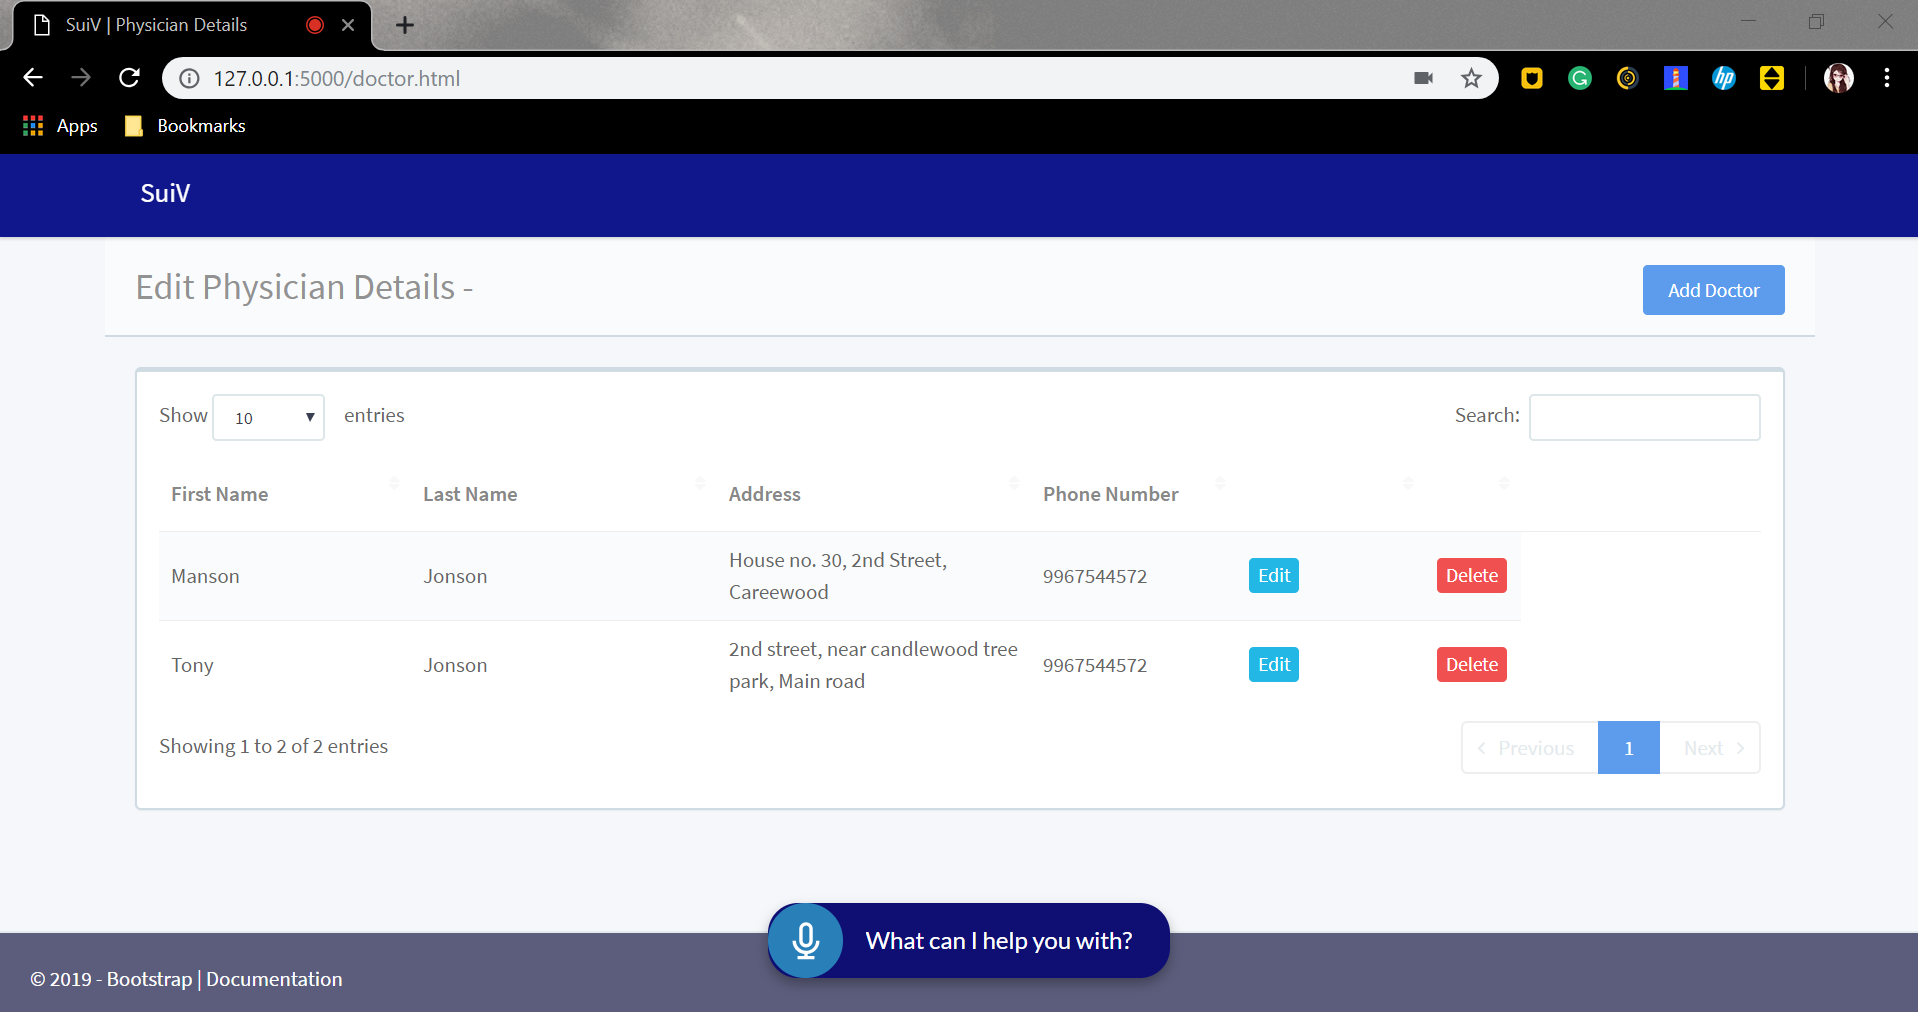 SuiV | Physician Details
127.0.0.1:5000/doctor.html
hp
Apps
Bookmarks
SuiV
Edit Physician Details -
Add Doctor
Show 10 entries
Search:
First Name Last Name Address Phone Number
Manson Jonson House no. 30, 2nd Street, 9967544572 Edit Delete
Careewood
Tony Jonson 2nd street, near candlewood tree 9967544572 Edit Delete
park, Main road
Showing 1 to 2 of 2 entries
Previous 1 Next
What can I help you with?
© 2019 - Bootstrap | Documentation